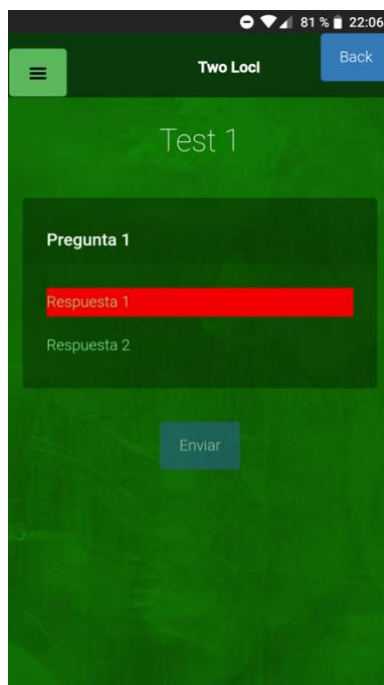 81 % 22:06
Two Loci
Back
Test 1
Pregunta 1
Respuesta 1
Respuesta 2
Enviar